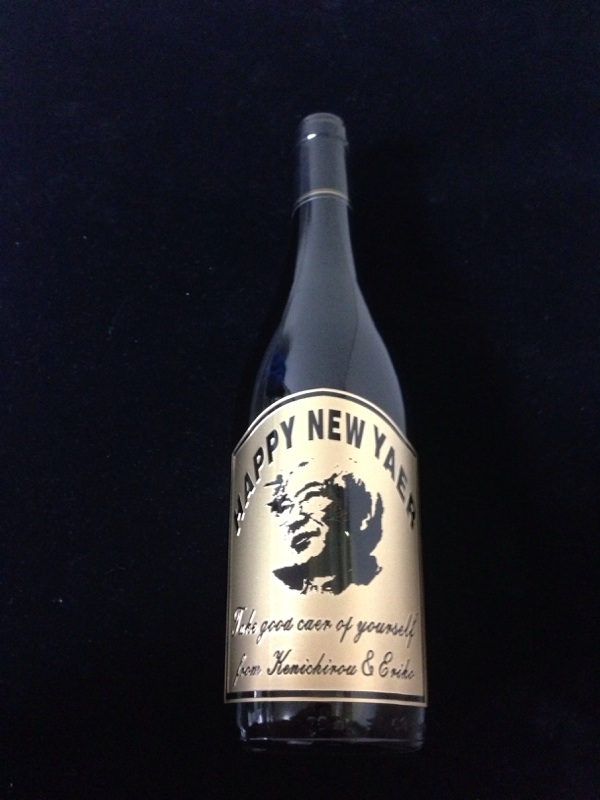 HAPPY NEW YAER
Take good caer of yourself
from Kenichirou & Eriko